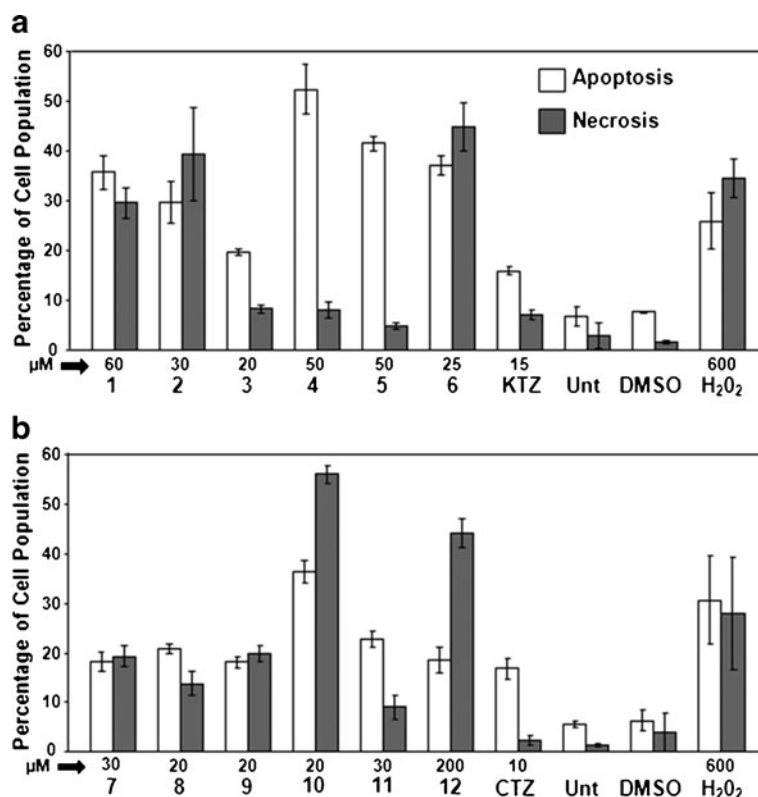 a
60
50
40
30
20
10
0
Percentage of Cell Population
Apoptosis
Necrosis
µM 60 30 20 50 50 25 15 600
1 2 3 4 5 6 KTZ Unt DMSO H₂0₂
b
60
50
40
30
20
10
0
Percentage of Cell Population
µM 30 20 20 20 30 200 10 600
7 8 9 10 11 12 CTZ Unt DMSO H₂0₂